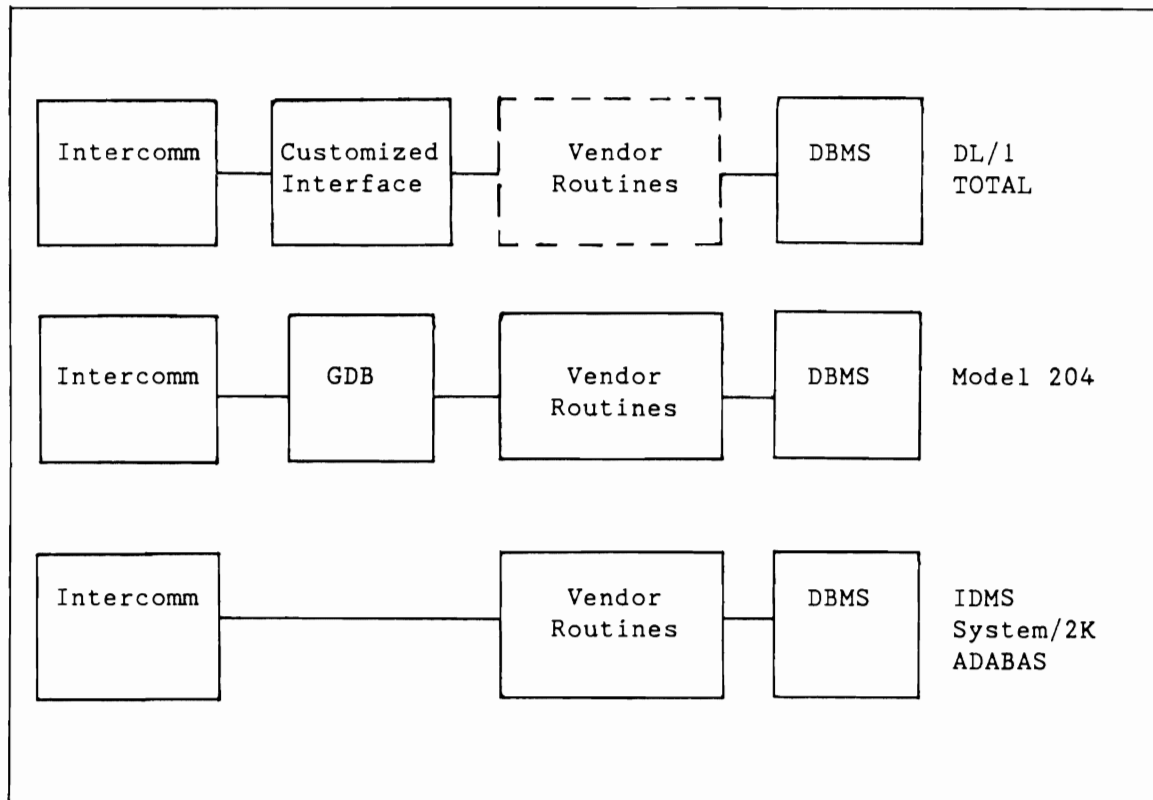 Intercomm
Customized
Interface
Vendor
Routines
DBMS
DL/1
TOTAL
Intercomm
GDB
Vendor
Routines
DBMS
Model 204
Intercomm
Vendor
Routines
DBMS
IDMS
System/2K
ADABAS